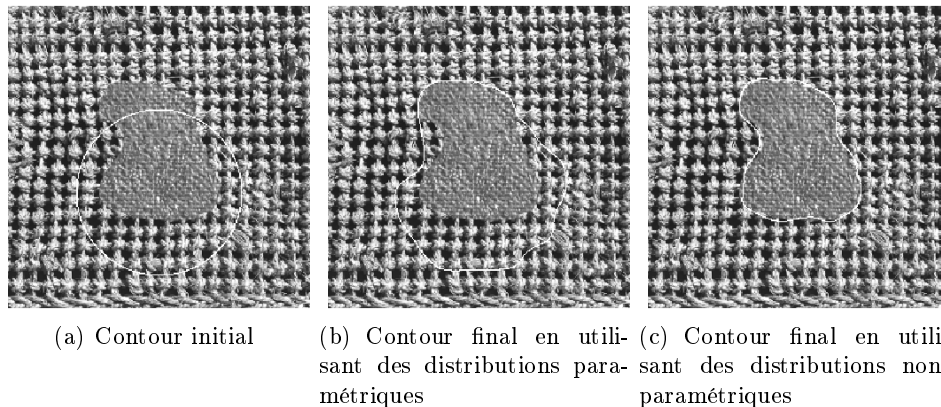 (a) Contour initial
(b) Contour final en utili-
sant des distributions para-
métriques
(c) Contour final en utili
sant des distributions non
paramétriques